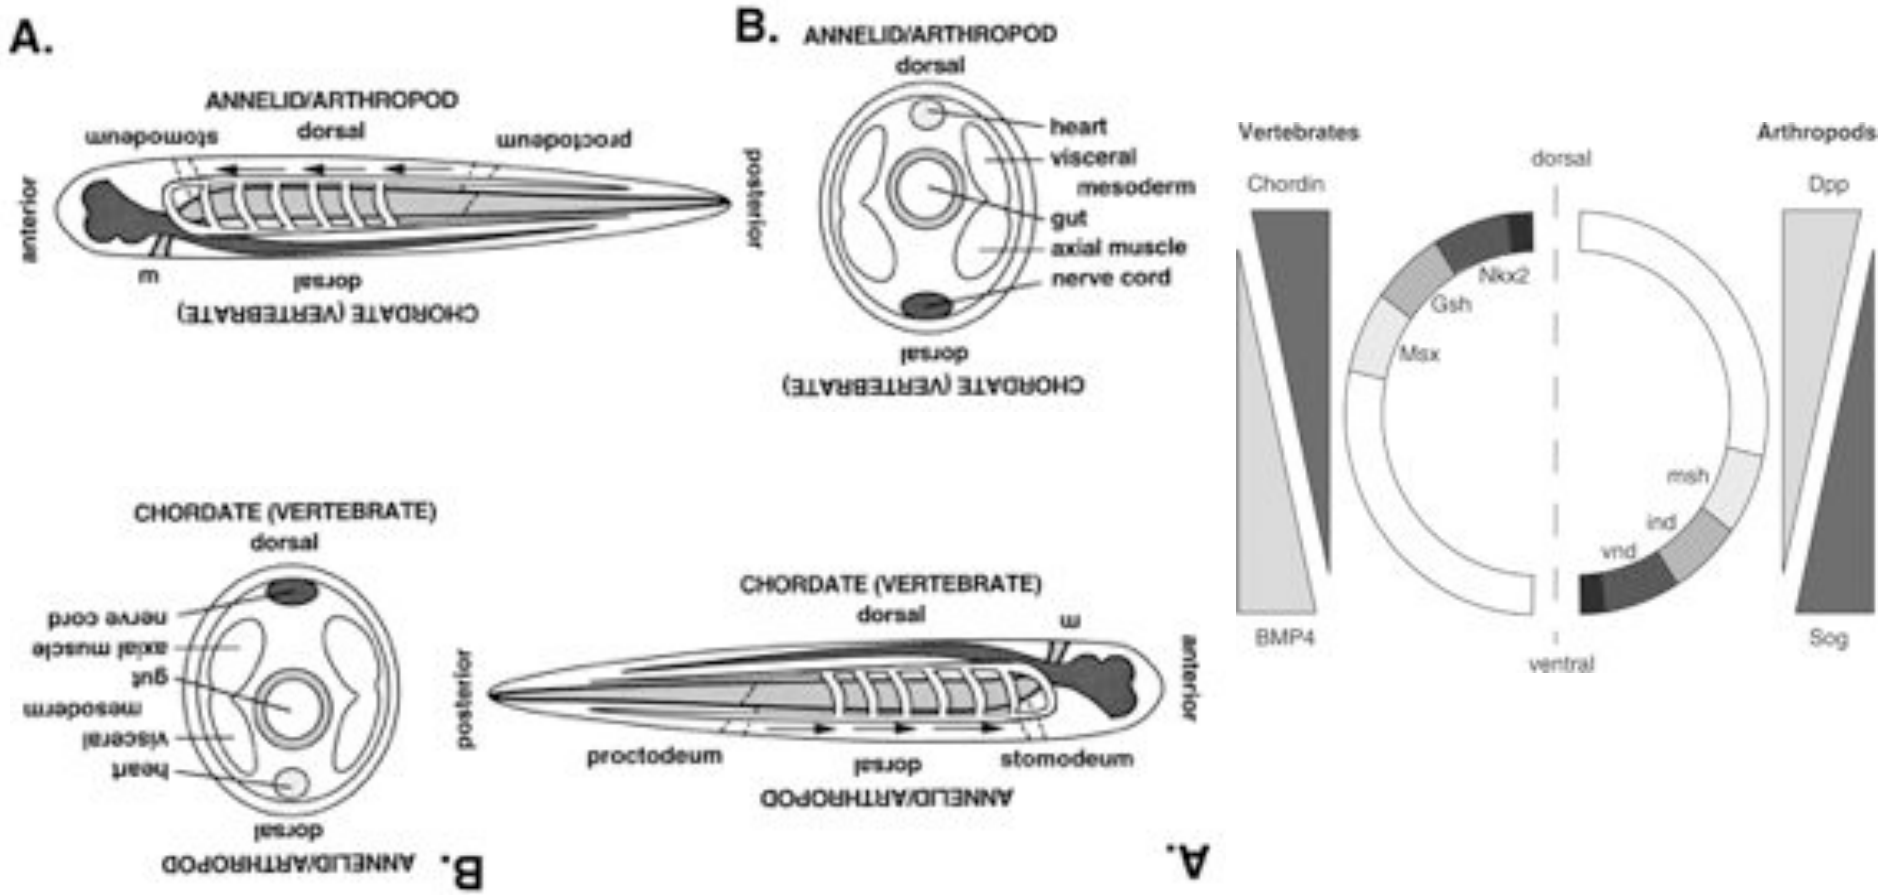 A.
ANNELID/ARTHROPOD
dorsal
stomodeum
proctodeum
anterior
posterior
m
dorsal
CHORDATE (VERTEBRATE)
B.
ANNELID/ARTHROPOD
dorsal
heart
visceral
mesoderm
gut
axial muscle
nerve cord
dorsal
CHORDATE (VERTEBRATE)
CHORDATE (VERTEBRATE)
dorsal
nerve cord
axial muscle
gut
mesoderm
visceral
heart
dorsal
ANNELID/ARTHROPOD
B.
CHORDATE (VERTEBRATE)
dorsal
m
posterior
anterior
proctodeum
dorsal
stomodeum
ANNELID/ARTHROPOD
A.
Vertebrates
Arthropods
dorsal
Chordin
Dpp
Nkx2
Gsh
Msx
msh
ind
vnd
BMP4
Sog
ventral